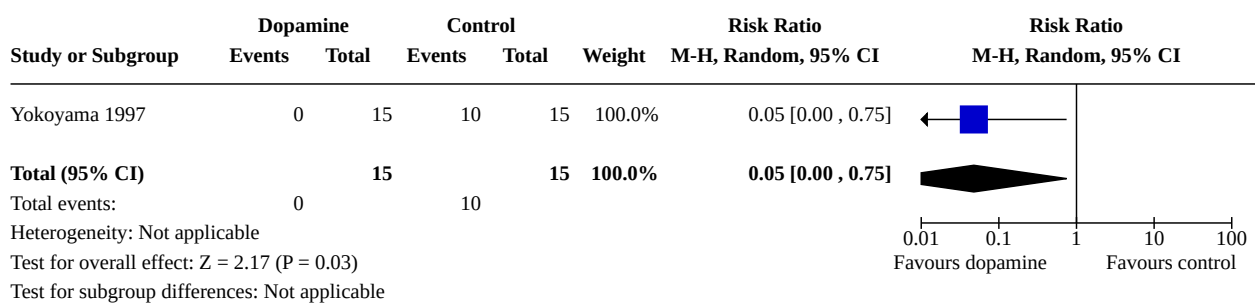 Dopamine Control Risk Ratio Risk Ratio
Study or Subgroup Events Total Events Total Weight M-H, Random, 95% CI M-H, Random, 95% CI
Yokoyama 1997 0 15 10 15 100.0% 0.05 [0.00 , 0.75]
Total (95% CI) 15 15 100.0% 0.05 [0.00 , 0.75]
Total events: 0 10
Heterogeneity: Not applicable 0.01 0.1 1 10 100
Test for overall effect: Z = 2.17 (P = 0.03) Favours dopamine Favours control
Test for subgroup differences: Not applicable